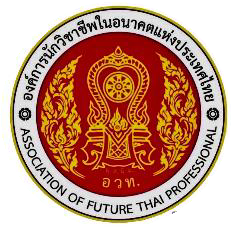 องค์การนักวิชาชีพในอนาคตแห่งประเทศไทย
อวท.
ASSOCIATION OF FUTURE THAI PROFESSIONAL